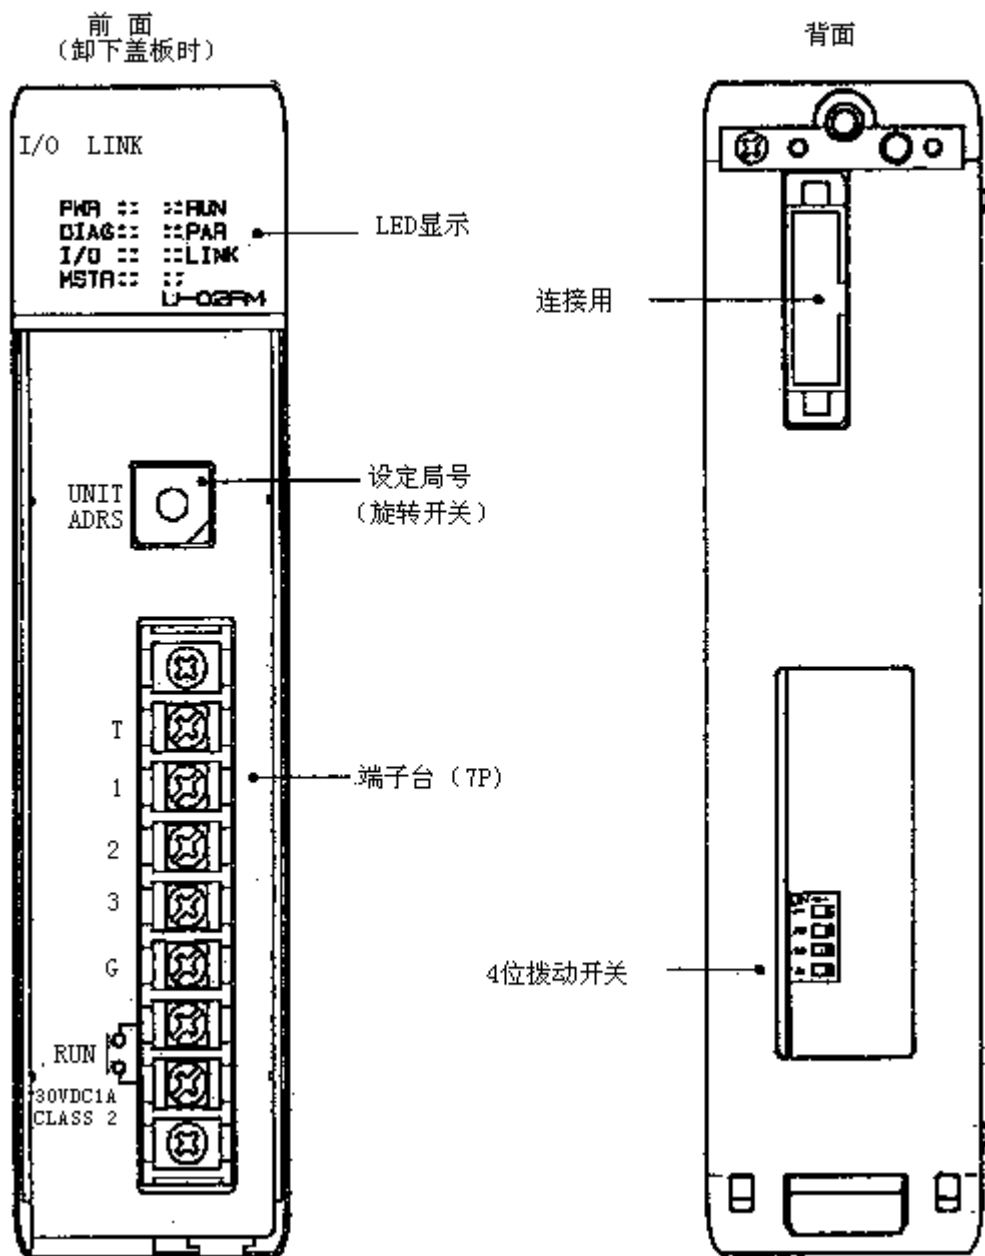 前 面
（卸下盖板时）
背面
I/O LINK
PWR RUN
DIAG PAR
I/O LINK
MSTR
U-02RM
LED显示
连接用
UNIT
ADRS
设定局号
（旋转开关）
T
1
2
3
G
端子台（7P）
4位拨动开关
RUN
30VDC1A
CLASS 2